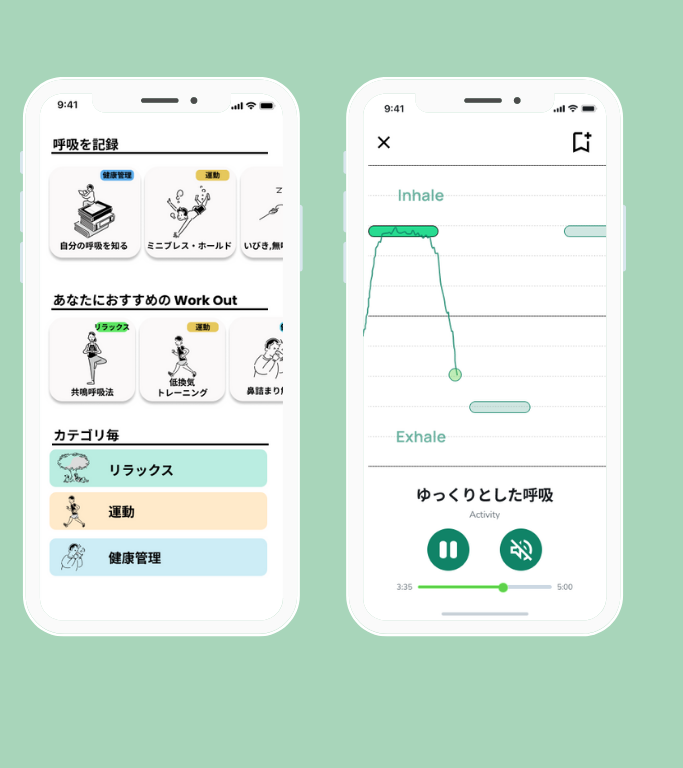 9:41
呼吸を記録
健康管理
運動
自分の呼吸を知る
ミニブレス・ホールド
いびき,無
あなたにおすすめの Work Out
リラックス
運動
共鳴呼吸法
低換気
トレーニング
鼻詰まり
カテゴリ毎
リラックス
運動
健康管理
9:41
Inhale
Exhale
ゆっくりとした呼吸
Activity
3:35
5:00